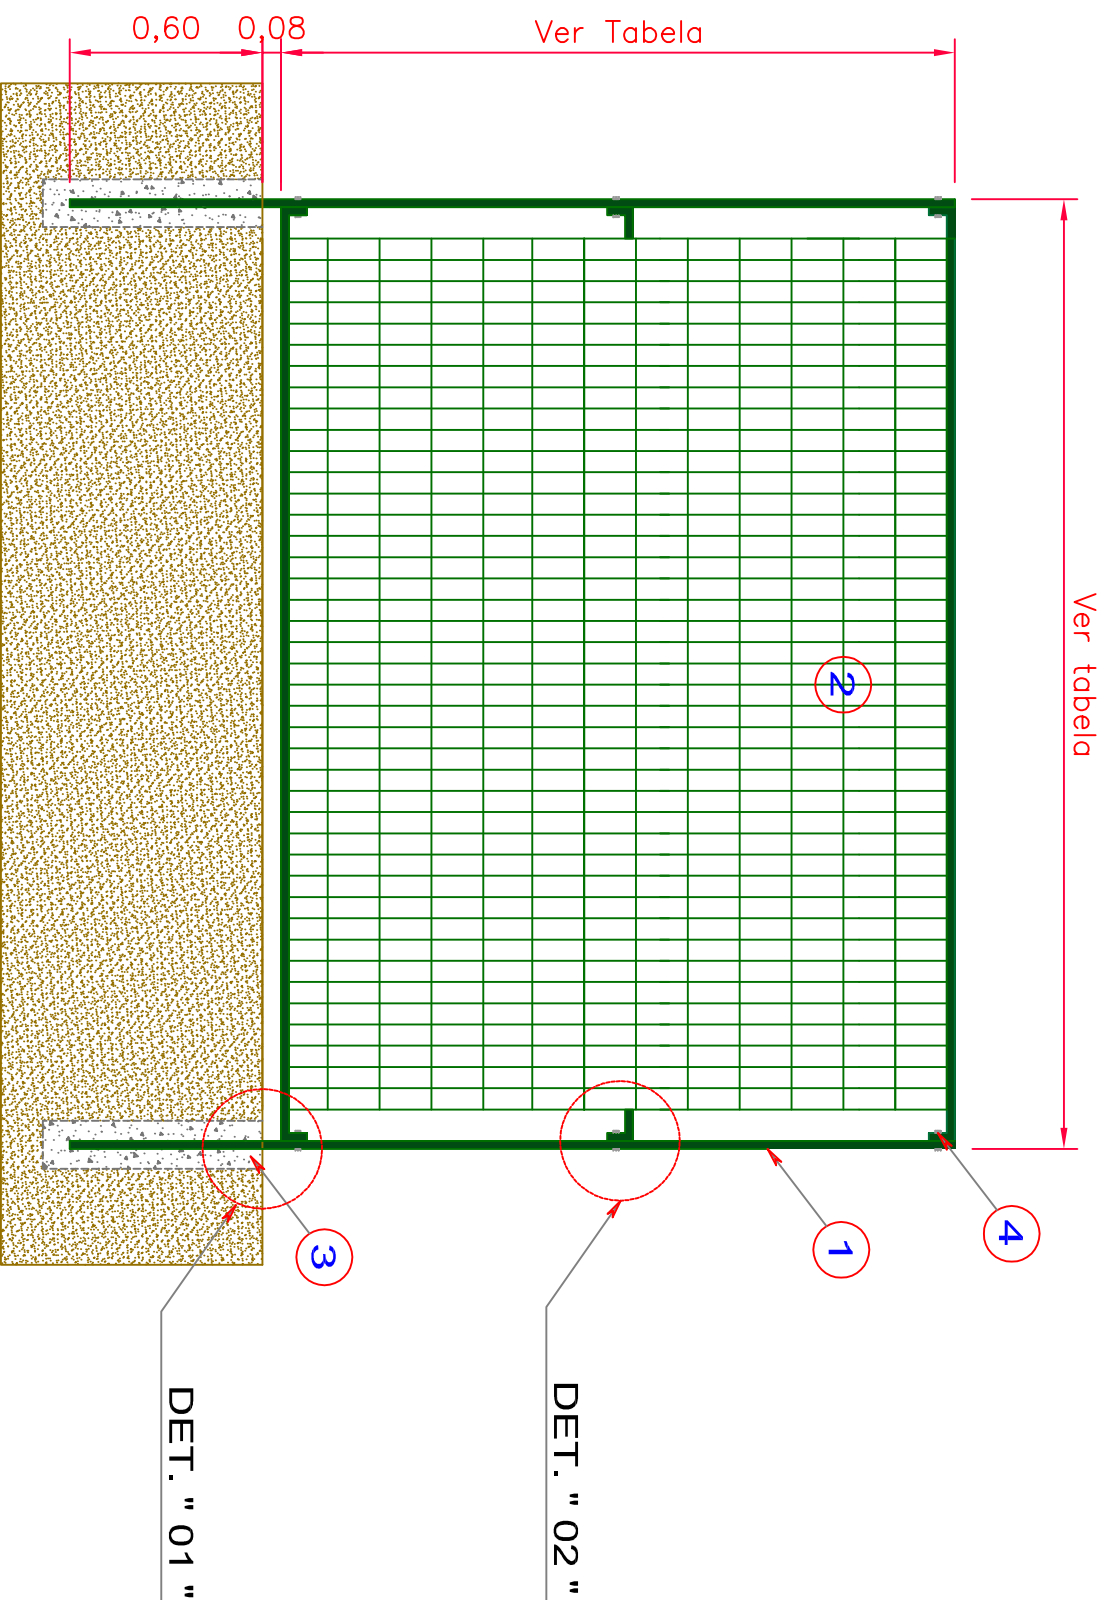 0,60
0,08
Ver Tabela
Ver tabela
2
4
1
3
DET. " 02 "
DET. " 01 "